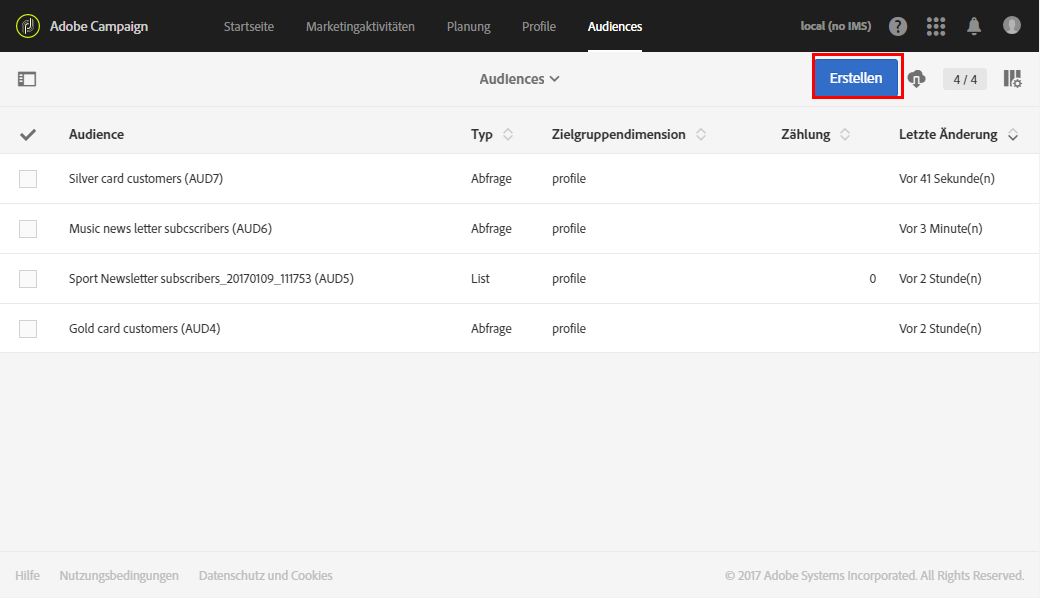 Adobe Campaign Startseite Marketingaktivitäten Planung Profile Audiences local (no IMS) ?
Audiences Erstellen 4 / 4
Audience Typ Zielgruppendimension Zählung Letzte Änderung
Silver card customers (AUD7) Abfrage profile Vor 41 Sekunde(n)
Music news letter subcscribers (AUD6) Abfrage profile Vor 3 Minute(n)
Sport Newsletter subscribers_20170109_111753 (AUD5) List profile 0 Vor 2 Stunde(n)
Gold card customers (AUD4) Abfrage profile Vor 2 Stunde(n)
Hilfe Nutzungsbedingungen Datenschutz und Cookies © 2017 Adobe Systems Incorporated. All Rights Reserved.